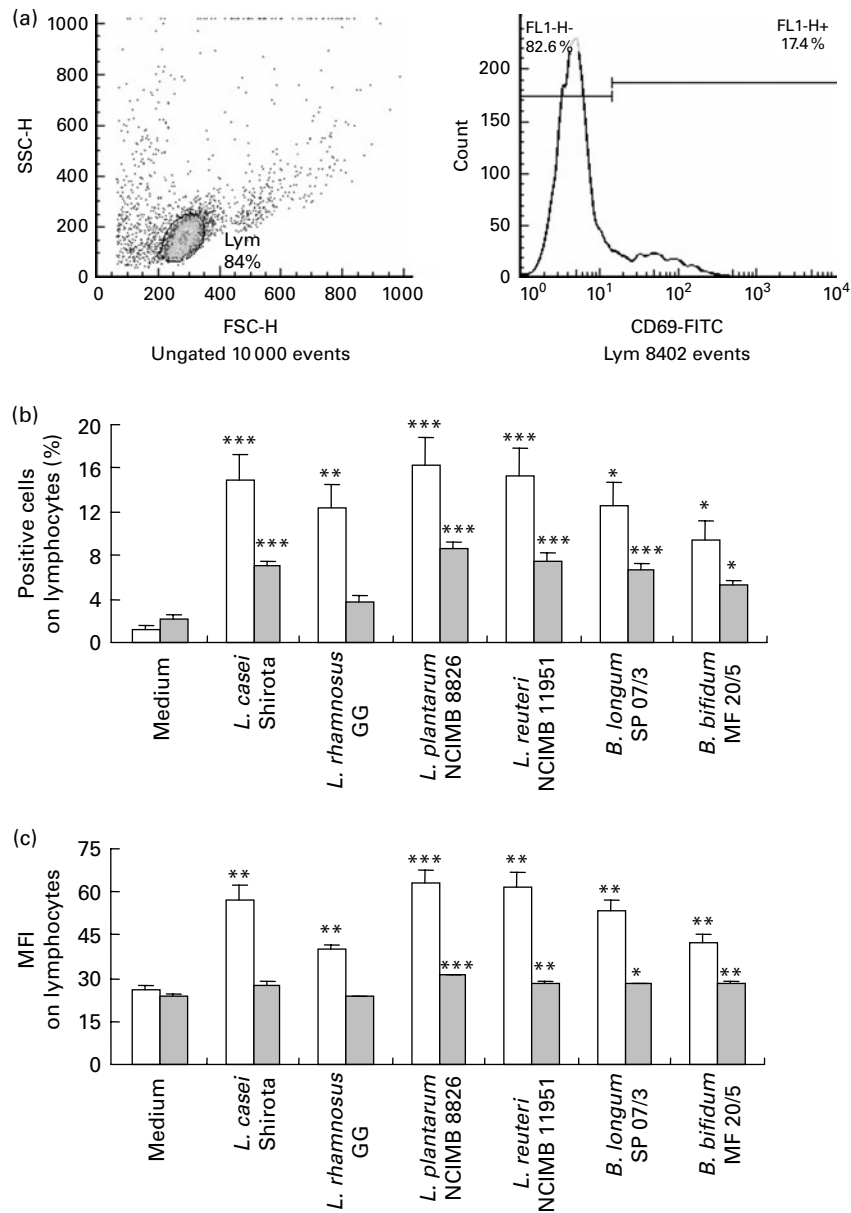 (a)
1000
800
600
400
200
0
SSC-H
Lym
84%
0 200 400 600 800 1000
FSC-H
Ungated 10 000 events
FL1-H-
82.6 %
FL1-H+
17.4 %
200
150
100
50
0
Count
10⁰ 10¹ 10² 10³ 10⁴
CD69-FITC
Lym 8402 events
(b)
Positive cells
on lymphocytes (%)
20
16
12
8
4
0
*** *** ** *** *** *** *** * *** * *
Medium
L. casei
Shirota
L. rhamnosus
GG
L. plantarum
NCIMB 8826
L. reuteri
NCIMB 11951
B. longum
SP 07/3
B. bifidum
MF 20/5
(c)
MFI
on lymphocytes
75
60
45
30
15
0
** ** *** *** ** ** ** * ** **
Medium
L. casei
Shirota
L. rhamnosus
GG
L. plantarum
NCIMB 8826
L. reuteri
NCIMB 11951
B. longum
SP 07/3
B. bifidum
MF 20/5